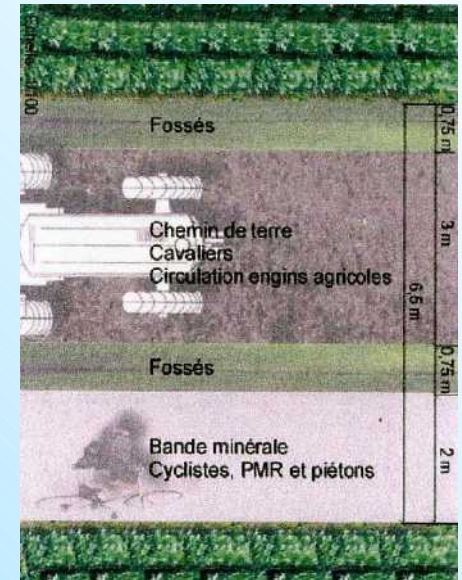 Fossés
Chemin de terre
Cavaliers
Circulation engins agricoles
Fossés
Bande minérale
Cyclistes, PMR et piétons
0,75 m
3 m
6,5 m
0,75 m
2 m